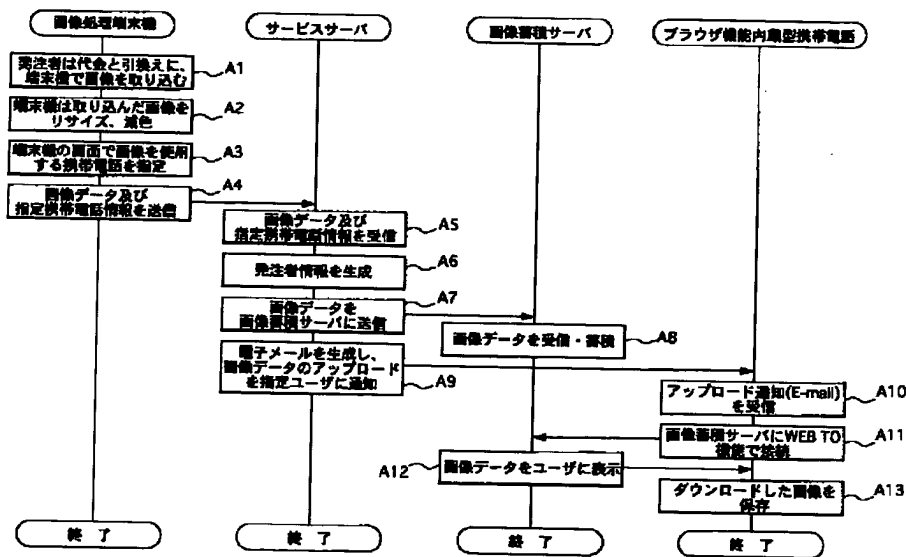 画像処理端末機
サービスサーバ
画像蓄積サーバ
ブラウザ機能内蔵型携帯電話
発注者は代金と引換えに、
端末機で画像を取り込む
A1
端末機は取り込んだ画像を
リサイズ、減色
A2
端末機の画面で画像を使用
する携帯電話を指定
A3
画像データ及び
指定携帯電話情報を送信
A4
画像データ及び
指定携帯電話情報を受信
A5
発注者情報を生成
A6
画像データを
画像蓄積サーバに送信
A7
画像データを受信・蓄積
A8
電子メールを生成し、
画像データのアップロード
を指定ユーザに通知
A9
アップロード通知(E-mail)
を受信
A10
画像蓄積サーバにWEB TO
機能で接続
A11
A12
画像データをユーザに表示
ダウンロードした画像を
保存
A13
終 了
終 了
終 了
終 了